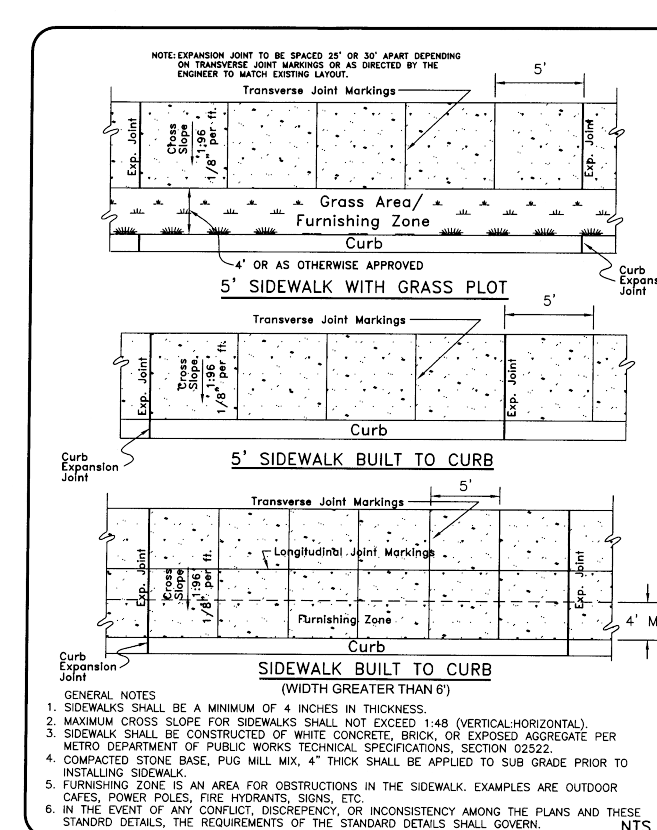 NOTE: EXPANSION JOINT TO BE SPACED 25' OR 30' APART DEPENDING
ON TRANSVERSE JOINT MARKINGS OR AS DIRECTED BY THE
ENGINEER TO MATCH EXISTING LAYOUT.
5'
Transverse Joint Markings
Exp. Joint
Cross
Slope
1:96
1/8" per ft.
Exp. Joint
Grass Area/
Furnishing Zone
Curb
4' OR AS OTHERWISE APPROVED
Curb
Expans
Joint
5' SIDEWALK WITH GRASS PLOT
5'
Transverse Joint Markings
Exp. Joint
Cross
Slope
1:96
1/8" per ft.
Exp. Joint
Curb
Curb
Expansion
Joint
5' SIDEWALK BUILT TO CURB
5'
Transverse Joint Markings
Longitudinal Joint Markings
Exp. Joint
Cross
Slope
1:96
1/8" per ft.
Exp. Joint
Furnishing Zone
4' M
Curb
Curb
Expansion
Joint
SIDEWALK BUILT TO CURB
(WIDTH GREATER THAN 6')
GENERAL NOTES
1. SIDEWALKS SHALL BE A MINIMUM OF 4 INCHES IN THICKNESS.
2. MAXIMUM CROSS SLOPE FOR SIDEWALKS SHALL NOT EXCEED 1:48 (VERTICAL:HORIZONTAL).
3. SIDEWALK SHALL BE CONSTRUCTED OF WHITE CONCRETE, BRICK, OR EXPOSED AGGREGATE PER
METRO DEPARTMENT OF PUBLIC WORKS TECHNICAL SPECIFICATIONS, SECTION 02522.
4. COMPACTED STONE BASE, PUG MILL MIX, 4" THICK SHALL BE APPLIED TO SUB GRADE PRIOR TO
INSTALLING SIDEWALK.
5. FURNISHING ZONE IS AN AREA FOR OBSTRUCTIONS IN THE SIDEWALK. EXAMPLES ARE OUTDOOR
CAFES, POWER POLES, FIRE HYDRANTS, SIGNS, ETC.
6. IN THE EVENT OF ANY CONFLICT, DISCREPENCY, OR INCONSISTENCY AMONG THE PLANS AND THESE
STANDRD DETAILS, THE REQUIREMENTS OF THE STANDARD DETAILS SHALL GOVERN.
NTS